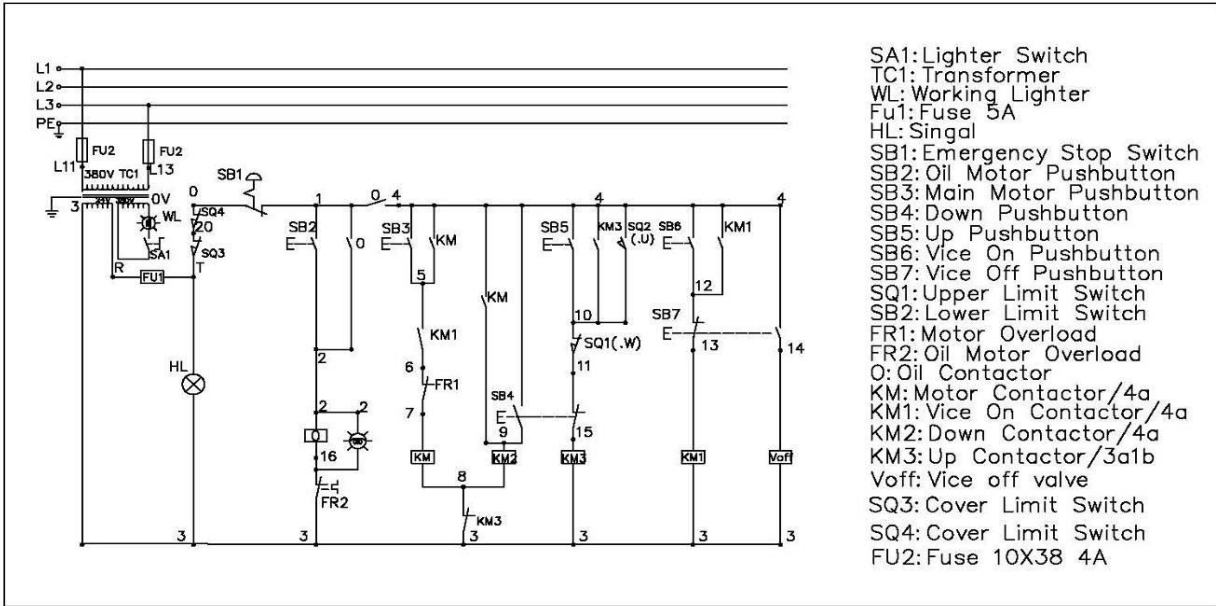 L1
L2
L3
PE
FU2
FU2
L11
L13
380V TC1
3
0V
WL
SA1
R
FU1
T
0
SQ4
20
SQ3
HL
3
SB1
1
0
4
SB2
0
2
2
2
0
16
FR2
3
SB3
KM
5
KM1
6
FR1
7
KM
KM
SB4
9
KM2
8
KM3
3
4
SB5
KM3
SQ2
(.U)
10
SQ1(.W)
11
15
KM3
3
SB6
KM1
12
SB7
13
KM1
3
4
14
Voff
3
SA1: Lighter Switch
TC1: Transformer
WL: Working Lighter
Fu1: Fuse 5A
HL: Singal
SB1: Emergency Stop Switch
SB2: Oil Motor Pushbutton
SB3: Main Motor Pushbutton
SB4: Down Pushbutton
SB5: Up Pushbutton
SB6: Vice On Pushbutton
SB7: Vice Off Pushbutton
SQ1: Upper Limit Switch
SB2: Lower Limit Switch
FR1: Motor Overload
FR2: Oil Motor Overload
O: Oil Contactor
KM: Motor Contactor/4a
KM1: Vice On Contactor/4a
KM2: Down Contactor/4a
KM3: Up Contactor/3a1b
Voff: Vice off valve
SQ3: Cover Limit Switch
SQ4: Cover Limit Switch
FU2: Fuse 10X38 4A